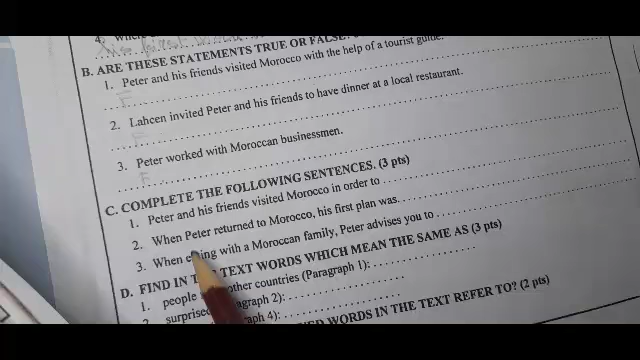 4. Where
his first
B. ARE THESE STATEMENTS TRUE OR FALSE
1. Peter and his friends visited Morocco with the help of a tourist guide.
F
2. Lahcen invited Peter and his friends to have dinner at a local restaurant.
F
3. Peter worked with Moroccan businessmen.
F
C. COMPLETE THE FOLLOWING SENTENCES. (3 pts)
1. Peter and his friends visited Morocco in order to
2. When Peter returned to Morocco, his first plan was
3. When with a Moroccan family, Peter advises you to
D. FIND IN TEXT WORDS WHICH MEAN THE SAME AS (3 pts)
1. people other countries (Paragraph 1):
2. surprised 2):
4):
WORDS IN THE TEXT REFER TO? (2 pts)